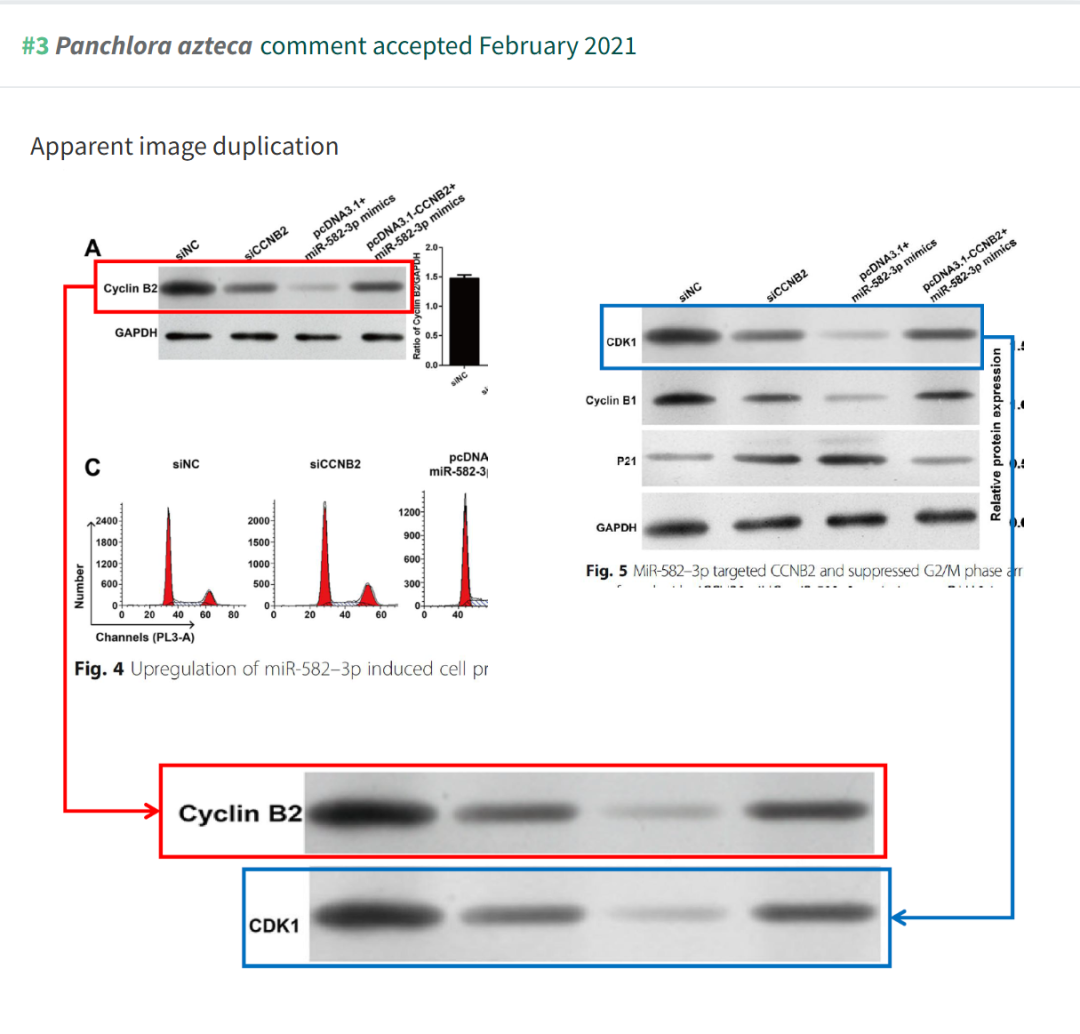 #3 Panchlora azteca comment accepted February 2021
Apparent image duplication
A
siNC
siCCNB2
pcDNA3.1+
miR-582-3p mimics
pcDNA3.1-CCNB2+
miR-582-3p mimics
Cyclin B2
GAPDH
Ratio of Cyclin B2/GAPDH
2.0
1.5
1.0
0.5
0.0
siNC
siNC
siCCNB2
pcDNA3.1+
miR-582-3p mimics
pcDNA3.1-CCNB2+
miR-582-3p mimics
CDK1
Cyclin B1
P21
GAPDH
Relative protein expression
Fig. 5 MiR-582–3p targeted CCNB2 and suppressed G2/M phase arr
C
siNC
siCCNB2
pcDNA
miR-582-3p
Number
2400
1800
1200
600
0
0 20 40 60 80
2000
1500
1000
500
0
0 20 40 60
1200
900
600
300
0
0 40
Channels (PL3-A)
Fig. 4 Upregulation of miR-582–3p induced cell pr
Cyclin B2
CDK1